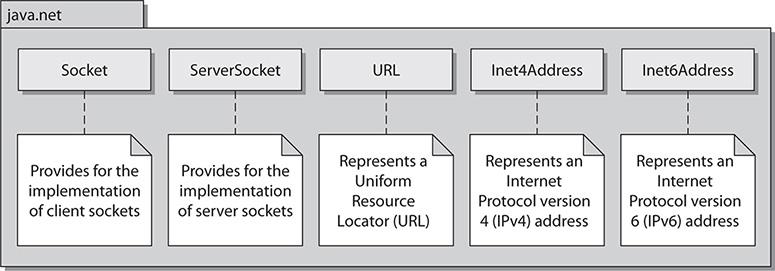 java.net
Socket
ServerSocket
URL
Inet4Address
Inet6Address
Provides for the
implementation
of client sockets
Provides for the
implementation
of server sockets
Represents a
Uniform
Resource
Locator (URL)
Represents an
Internet
Protocol version
4 (IPv4) address
Represents an
Internet
Protocol version
6 (IPv6) address